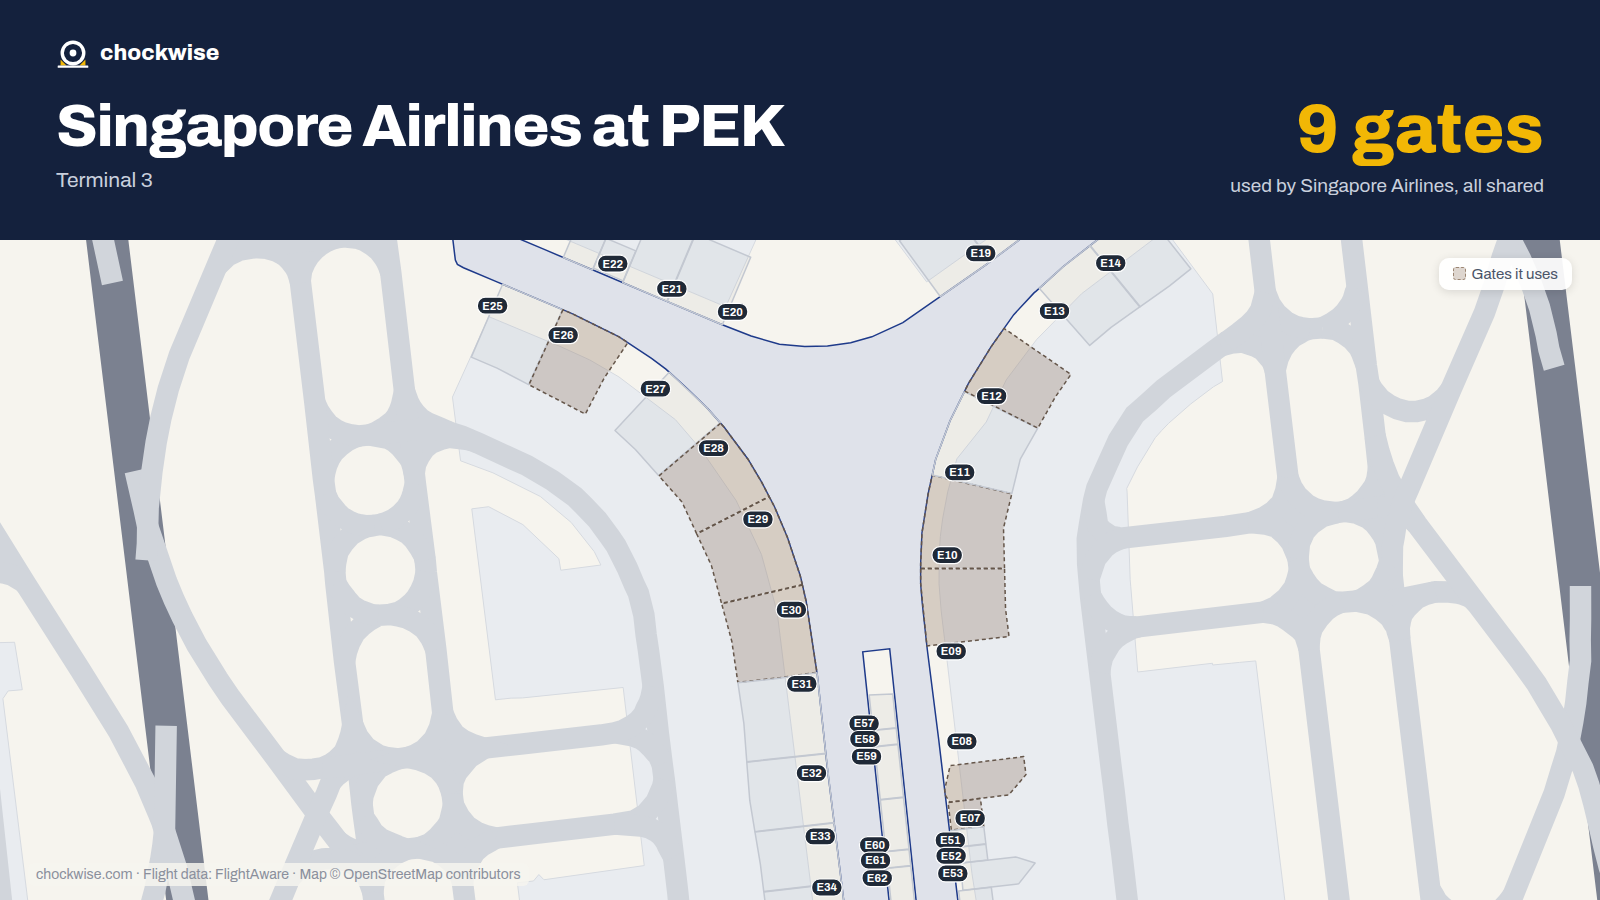 chockwise
Singapore Airlines at PEK
Terminal 3
9 gates
used by Singapore Airlines, all shared
Gates it uses
E19
E22
E14
E21
E25
E20
E13
E26
E27
E12
E28
E11
E29
E10
E30
E09
E31
E57
E58
E08
E59
E32
E07
E33
E51
E60
E52
E61
E53
E62
E34
chockwise.com · Flight data: FlightAware · Map © OpenStreetMap contributors